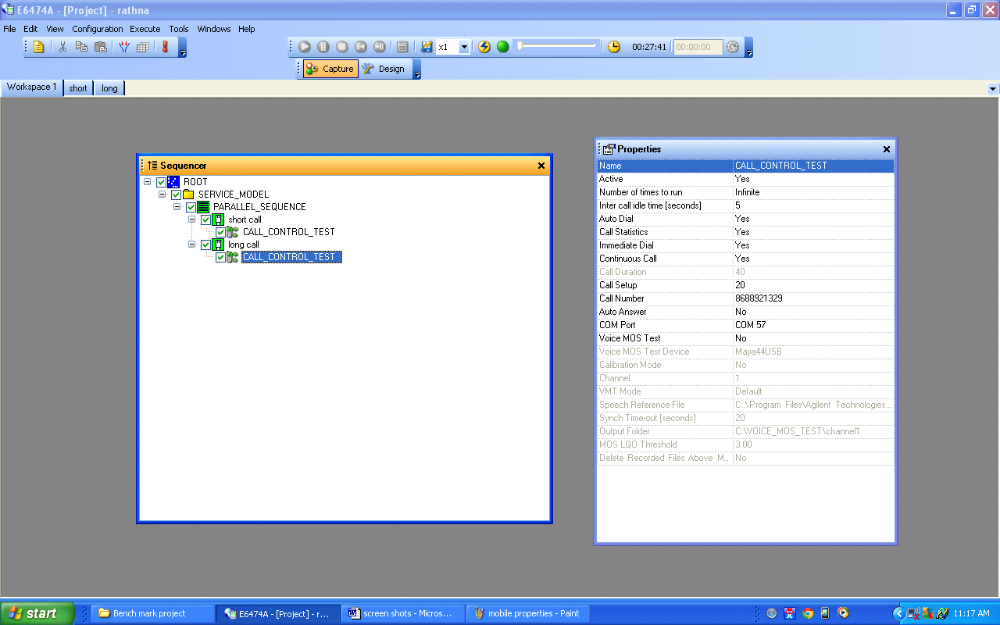 E6474A - [Project] - rathna
File Edit View Configuration Execute Tools Windows Help
x1 00:27:41 00:00:00
Capture Design
Workspace 1 short long
Sequencer
ROOT
SERVICE_MODEL
PARALLEL_SEQUENCE
short call
CALL_CONTROL_TEST
long call
CALL_CONTROL_TEST
Properties
Name CALL_CONTROL_TEST
Active Yes
Number of times to run Infinite
Inter call idle time [seconds] 5
Auto Dial Yes
Call Statistics Yes
Immediate Dial Yes
Continuous Call Yes
Call Duration 40
Call Setup 20
Call Number 8688921329
Auto Answer No
COM Port COM 57
Voice MOS Test No
Voice MOS Test Device Maya44USB
Calibration Mode No
Channel 1
VMT Mode Default
Speech Reference File C:\Program Files\Agilent Technologies...
Synch Time-out [seconds] 20
Output Folder C:\VOICE_MOS_TEST\channel1
MOS LQO Threshold 3.00
Delete Recorded Files Above M... No
start Bench mark project E6474A - [Project] - r... screen shots - Micros... mobile properties - Paint 11:17 AM